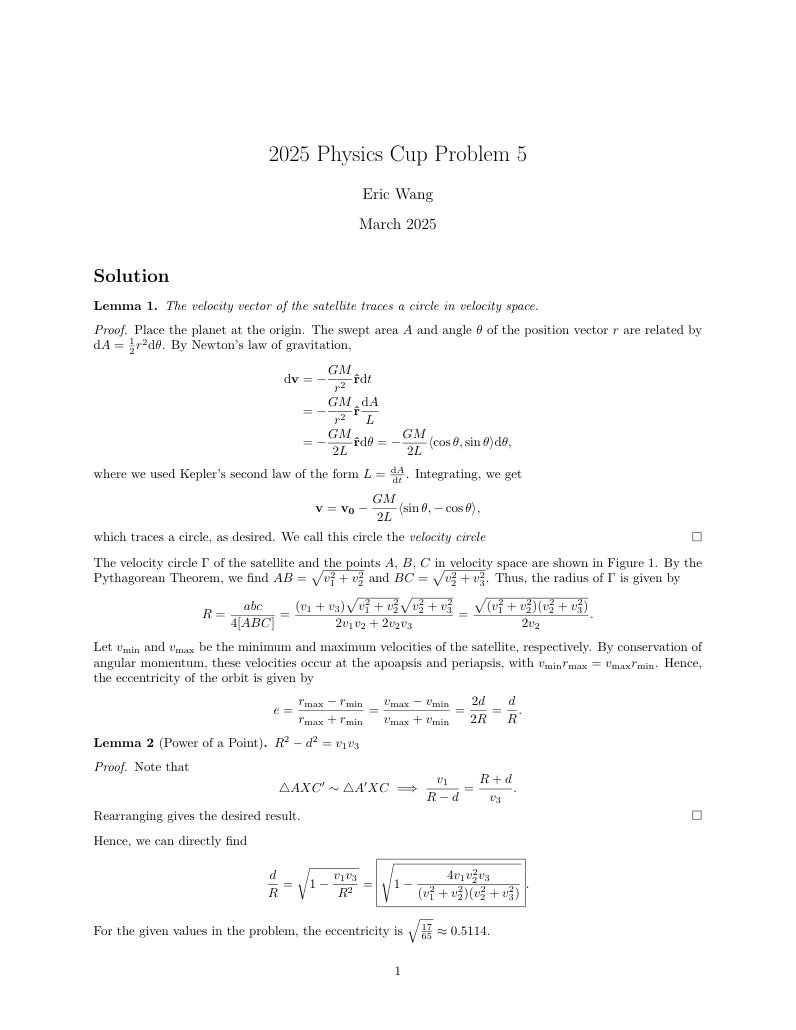 2025 Physics Cup Problem 5
Eric Wang
March 2025
Solution
Lemma 1. The velocity vector of the satellite traces a circle in velocity space.
Proof. Place the planet at the origin. The swept area A and angle θ of the position vector r are related by
dA = ½r²dθ. By Newton's law of gravitation,
dv = −GM/r² r̂dt
= −GM/r² r̂ dA/L
= −GM/2L r̂dθ = −GM/2L ⟨cos θ, sin θ⟩dθ,
where we used Kepler's second law of the form L = dA/dt. Integrating, we get
v = v₀ − GM/2L ⟨sin θ, − cos θ⟩,
which traces a circle, as desired. We call this circle the velocity circle □
The velocity circle Γ of the satellite and the points A, B, C in velocity space are shown in Figure 1. By the
Pythagorean Theorem, we find AB = √(v₁² + v₂²) and BC = √(v₂² + v₃²). Thus, the radius of Γ is given by
R = abc/4[ABC] = (v₁ + v₃)√(v₁² + v₂²)√(v₂² + v₃²)/(2v₁v₂ + 2v₂v₃) = √((v₁² + v₂²)(v₂² + v₃²))/2v₂.
Let v_min and v_max be the minimum and maximum velocities of the satellite, respectively. By conservation of
angular momentum, these velocities occur at the apoapsis and periapsis, with v_min r_max = v_max r_min. Hence,
the eccentricity of the orbit is given by
e = (r_max − r_min)/(r_max + r_min) = (v_max − v_min)/(v_max + v_min) = 2d/2R = d/R.
Lemma 2 (Power of a Point). R² − d² = v₁v₃
Proof. Note that
△AXC′ ∼ △A′XC ⟹ v₁/(R − d) = (R + d)/v₃.
Rearranging gives the desired result. □
Hence, we can directly find
d/R = √(1 − v₁v₃/R²) = √(1 − 4v₁v₂²v₃/((v₁² + v₂²)(v₂² + v₃²))).
For the given values in the problem, the eccentricity is √(17/65) ≈ 0.5114.
1